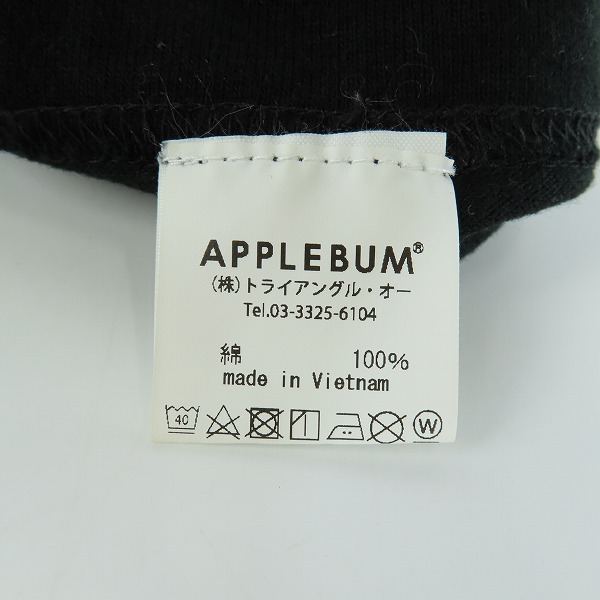 APPLEBUM®
(株)トライアングル・オー
Tel.03-3325-6104
綿 100%
made in Vietnam
40 W